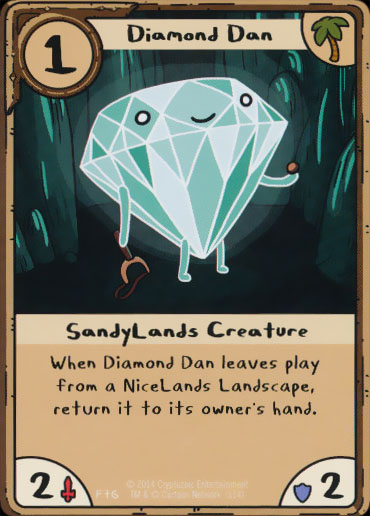 1
Diamond Dan
SandyLands Creature
When Diamond Dan leaves play
from a NiceLands Landscape,
return it to its owner's hand.
2
F+G
© 2014 Cryptozoic Entertainment
TM & © Cartoon Network (s14)
2